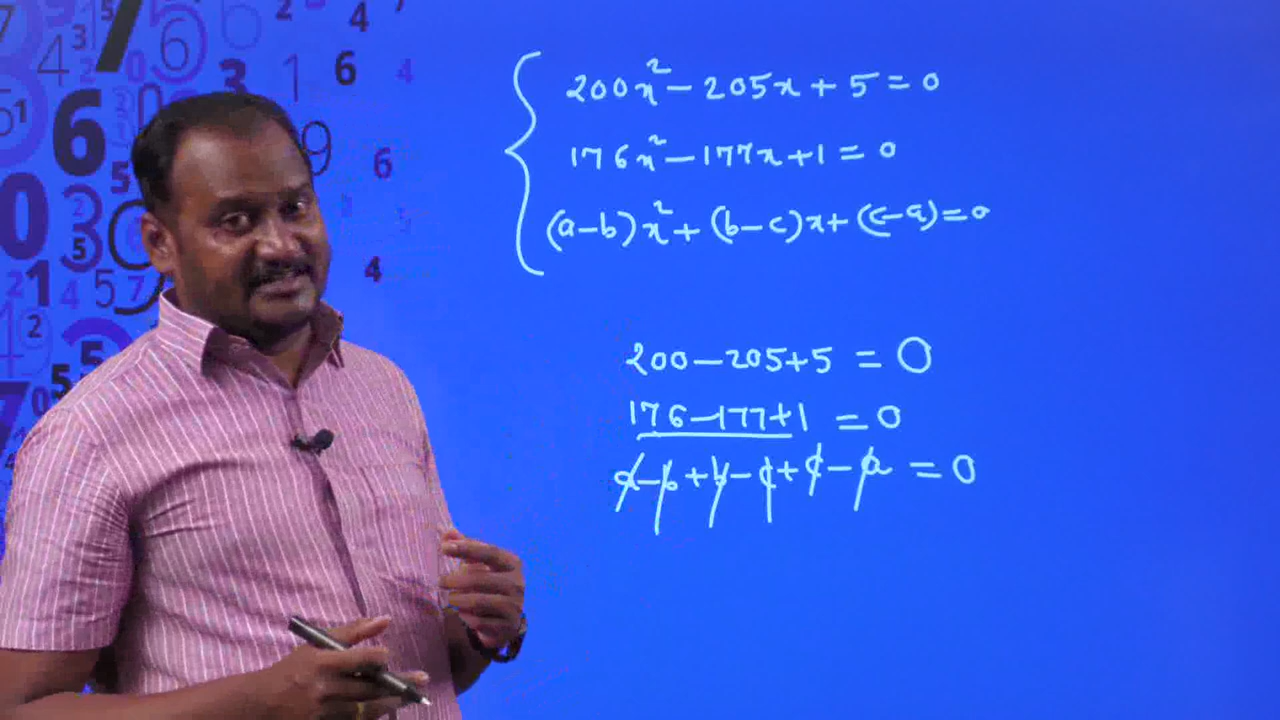 200x² − 205x + 5 = 0
176x² − 177x + 1 = 0
(a−b)x² + (b−c)x + (c−a) = 0
200 − 205 + 5 = 0
176 − 177 + 1 = 0
a − b + b − c + c − a = 0